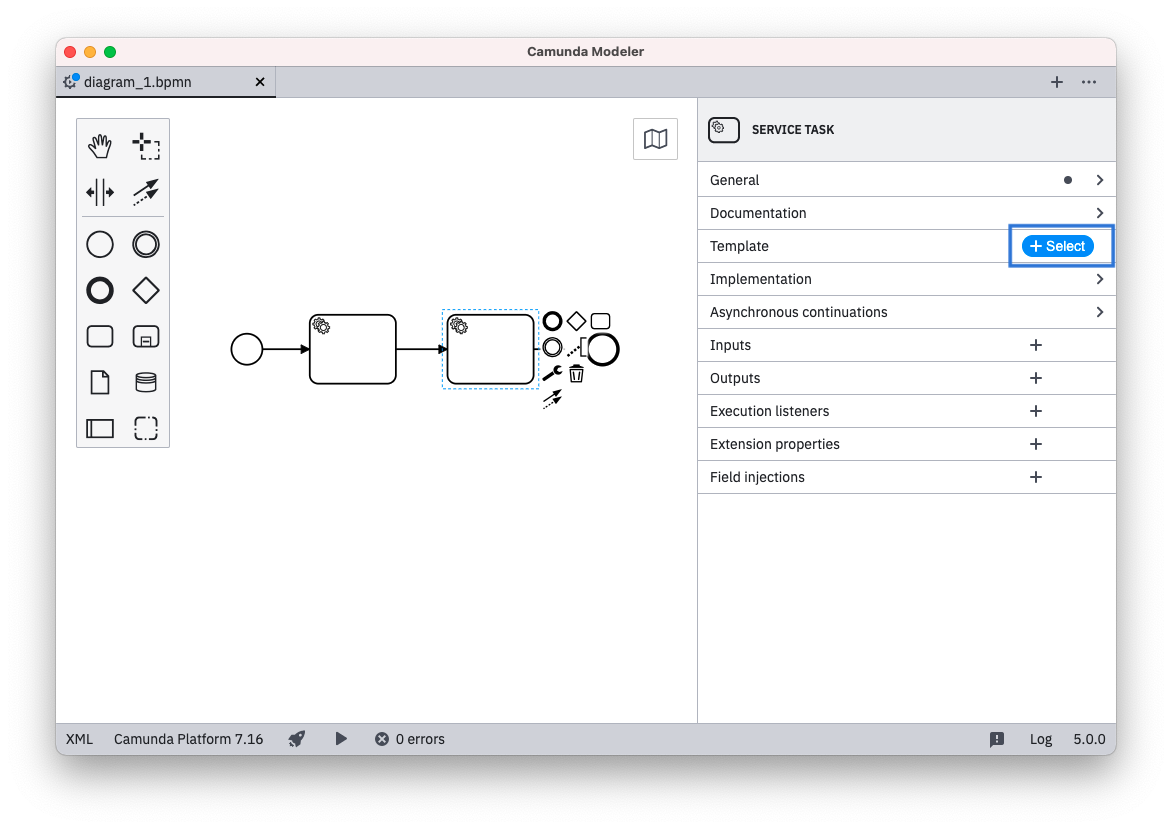 Camunda Modeler
diagram_1.bpmn
SERVICE TASK
General
Documentation
Template
Select
Implementation
Asynchronous continuations
Inputs
Outputs
Execution listeners
Extension properties
Field injections
XML
Camunda Platform 7.16
0 errors
Log
5.0.0